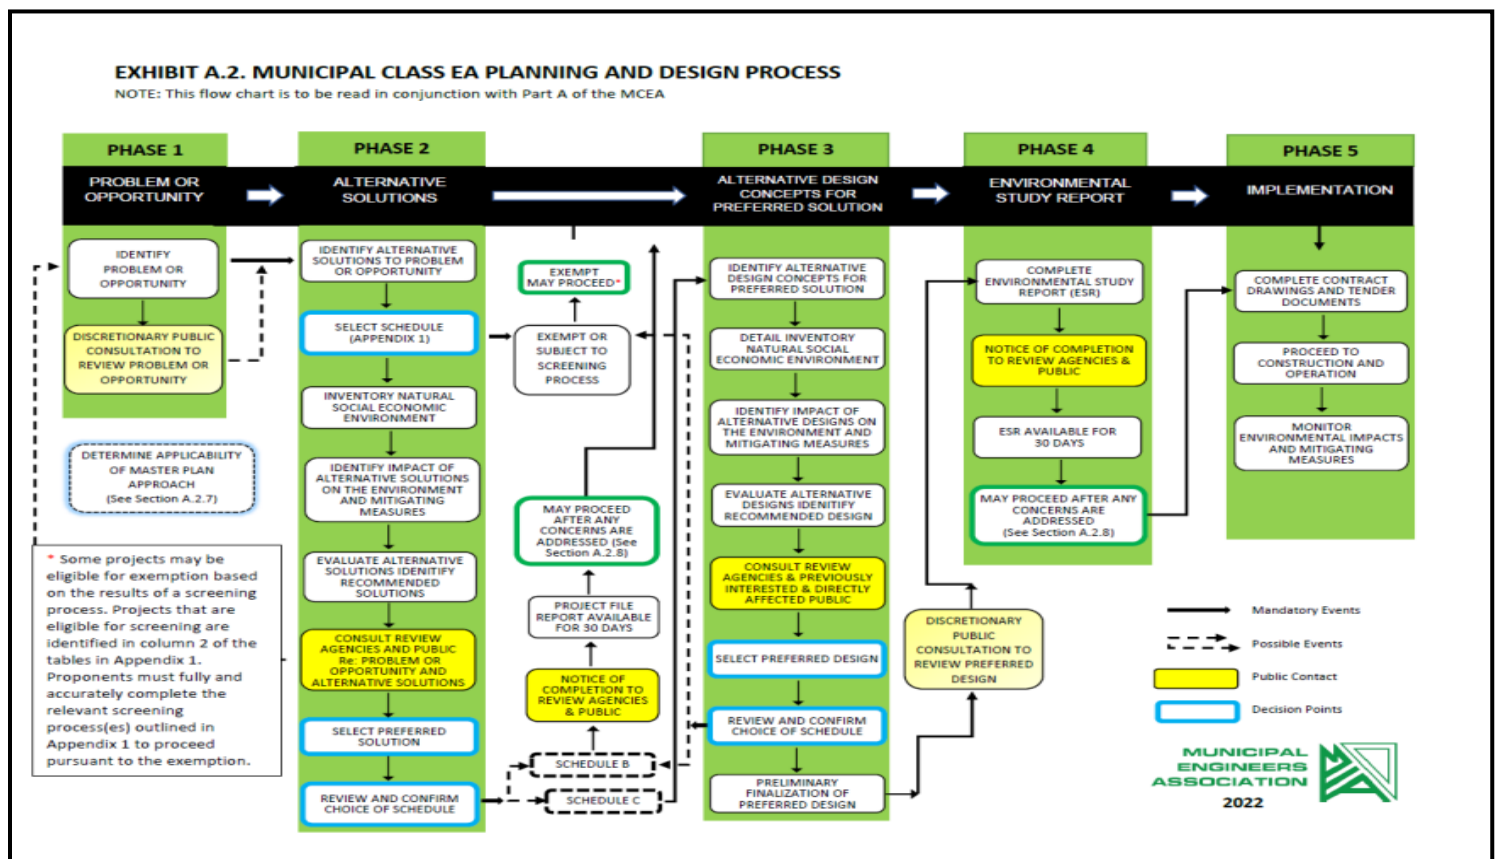 EXHIBIT A.2. MUNICIPAL CLASS EA PLANNING AND DESIGN PROCESS
NOTE: This flow chart is to be read in conjunction with Part A of the MCEA
PHASE 1
PROBLEM OR
OPPORTUNITY
IDENTIFY
PROBLEM OR
OPPORTUNITY
DISCRETIONARY PUBLIC
CONSULTATION TO
REVIEW PROBLEM OR
OPPORTUNITY
DETERMINE APPLICABILITY
OF MASTER PLAN
APPROACH
(See Section A.2.7)
* Some projects may be
eligible for exemption based
on the results of a screening
process. Projects that are
eligible for screening are
identified in column 2 of the
tables in Appendix 1.
Proponents must fully and
accurately complete the
relevant screening
process(es) outlined in
Appendix 1 to proceed
pursuant to the exemption.
PHASE 2
ALTERNATIVE
SOLUTIONS
IDENTIFY ALTERNATIVE
SOLUTIONS TO PROBLEM
OR OPPORTUNITY
SELECT SCHEDULE
(APPENDIX 1)
INVENTORY NATURAL
SOCIAL ECONOMIC
ENVIRONMENT
IDENTIFY IMPACT OF
ALTERNATIVE SOLUTIONS
ON THE ENVIRONMENT
AND MITIGATING
MEASURES
EVALUATE ALTERNATIVE
SOLUTIONS IDENITIFY
RECOMMENDED
SOLUTIONS
CONSULT REVIEW
AGENCIES AND PUBLIC
Re: PROBLEM OR
OPPORTUNITY AND
ALTERNATIVE SOLUTIONS
SELECT PREFERRED
SOLUTION
REVIEW AND CONFIRM
CHOICE OF SCHEDULE
EXEMPT
MAY PROCEED*
EXEMPT OR
SUBJECT TO
SCREENING
PROCESS
MAY PROCEED
AFTER ANY
CONCERNS ARE
ADDRESSED (See
Section A.2.8)
PROJECT FILE
REPORT AVAILABLE
FOR 30 DAYS
NOTICE OF
COMPLETION TO
REVIEW AGENCIES
& PUBLIC
SCHEDULE B
SCHEDULE C
PHASE 3
ALTERNATIVE DESIGN
CONCEPTS FOR
PREFERRED SOLUTION
IDENTIFY ALTERNATIVE
DESIGN CONCEPTS FOR
PREFERRED SOLUTION
DETAIL INVENTORY
NATURAL SOCIAL
ECONOMIC ENVIRONMENT
IDENTIFY IMPACT OF
ALTERNATIVE DESIGNS ON
THE ENVIRONMENT AND
MITIGATING MEASURES
EVALUATE ALTERNATIVE
DESIGNS IDENITIFY
RECOMMENDED DESIGN
CONSULT REVIEW
AGENCIES & PREVIOUSLY
INTERESTED & DIRECTLY
AFFECTED PUBLIC
SELECT PREFERRED DESIGN
REVIEW AND CONFIRM
CHOICE OF SCHEDULE
PRELIMINARY
FINALIZATION OF
PREFERRED DESIGN
DISCRETIONARY
PUBLIC
CONSULTATION TO
REVIEW PREFERRED
DESIGN
PHASE 4
ENVIRONMENTAL
STUDY REPORT
COMPLETE
ENVIRONMENTAL STUDY
REPORT (ESR)
NOTICE OF COMPLETION
TO REVIEW AGENCIES &
PUBLIC
ESR AVAILABLE FOR
30 DAYS
MAY PROCEED AFTER ANY
CONCERNS ARE
ADDRESSED
(See Section A.2.8)
PHASE 5
IMPLEMENTATION
COMPLETE CONTRACT
DRAWINGS AND TENDER
DOCUMENTS
PROCEED TO
CONSTRUCTION AND
OPERATION
MONITOR
ENVIRONMENTAL IMPACTS
AND MITIGATING
MEASURES
Mandatory Events
Possible Events
Public Contact
Decision Points
MUNICIPAL
ENGINEERS
ASSOCIATION
2022